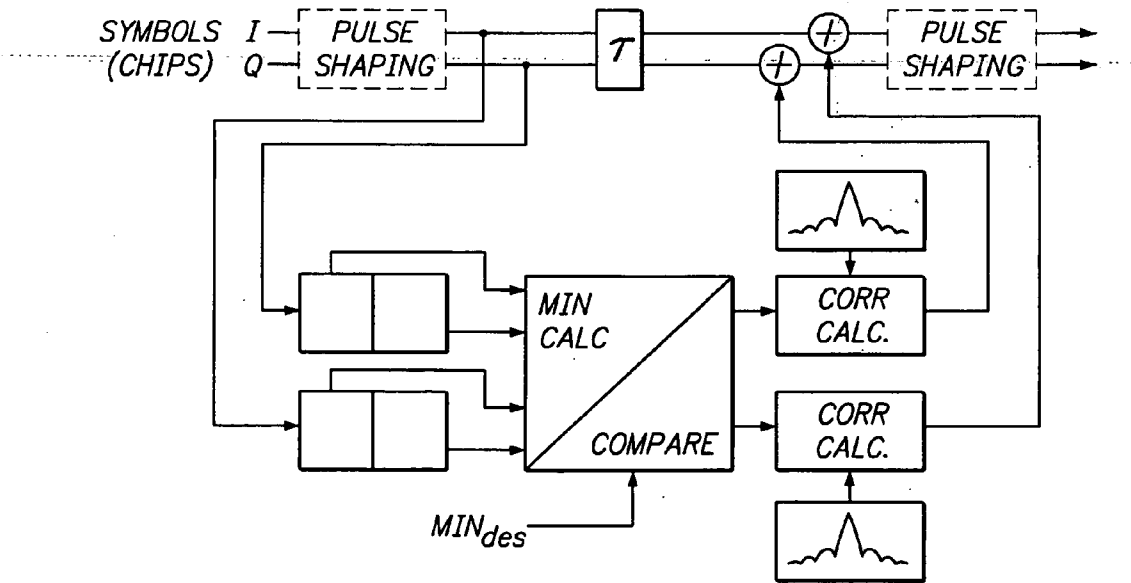 SYMBOLS I
(CHIPS) Q
PULSE
SHAPING
τ
PULSE
SHAPING
MIN
CALC
COMPARE
CORR
CALC.
CORR
CALC.
MINdes